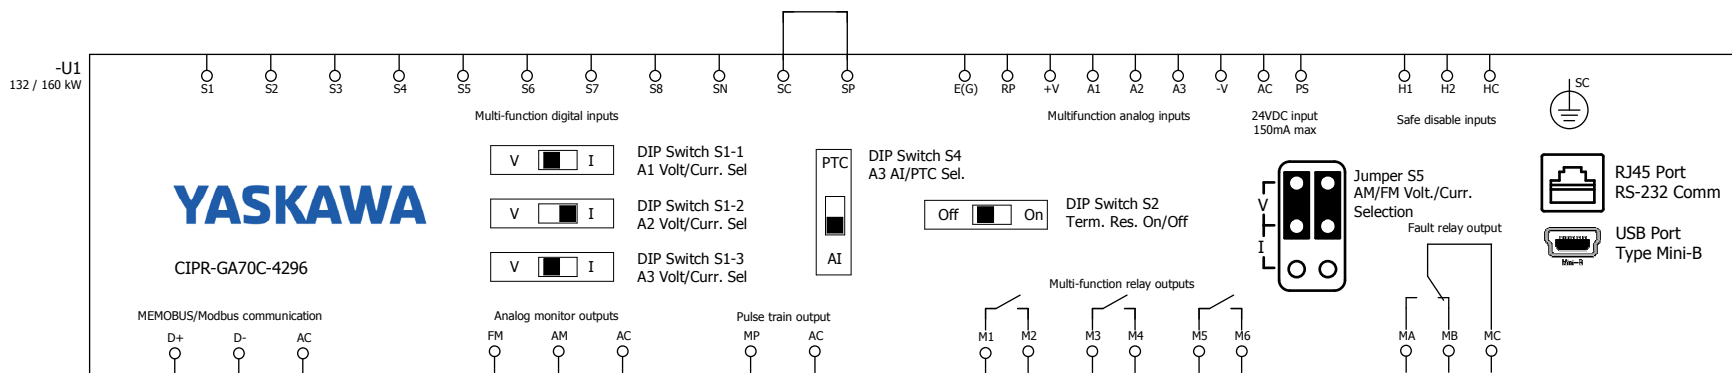 -U1
132 / 160 kW
S1 S2 S3 S4 S5 S6 S7 S8 SN SC SP E(G) RP +V A1 A2 A3 -V AC PS H1 H2 HC
SC
Multi-function digital inputs
Multifunction analog inputs
24VDC input
150mA max
Safe disable inputs
YASKAWA
CIPR-GA70C-4296
V I
DIP Switch S1-1
A1 Volt/Curr. Sel
V I
DIP Switch S1-2
A2 Volt/Curr. Sel
V I
DIP Switch S1-3
A3 Volt/Curr. Sel
PTC
AI
DIP Switch S4
A3 AI/PTC Sel.
Off On
DIP Switch S2
Term. Res. On/Off
V
I
Jumper S5
AM/FM Volt./Curr.
Selection
RJ45 Port
RS-232 Comm
Mini-B
USB Port
Type Mini-B
Fault relay output
Multi-function relay outputs
MEMOBUS/Modbus communication
Analog monitor outputs
Pulse train output
D+ D- AC FM AM AC MP AC M1 M2 M3 M4 M5 M6 MA MB MC